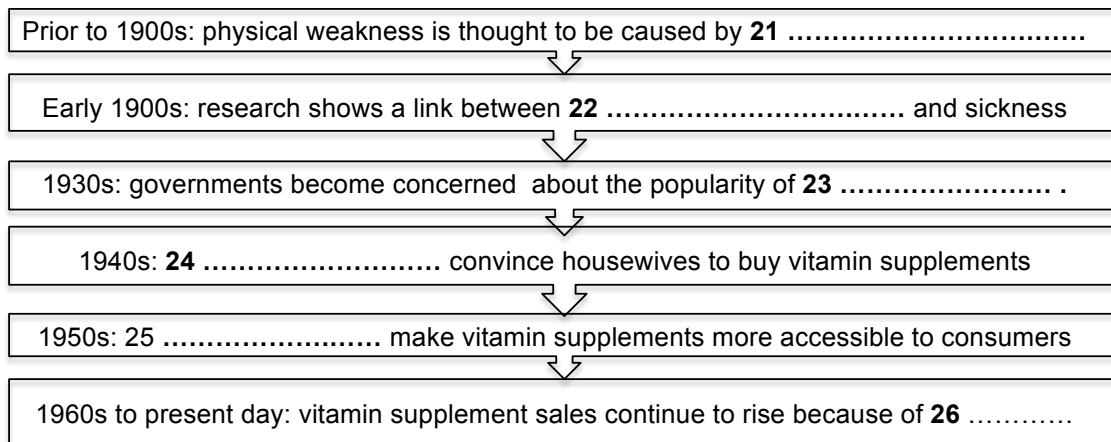 Prior to 1900s: physical weakness is thought to be caused by 21 ……………………………….……
Early 1900s: research shows a link between 22 ………………………..…… and sickness
1930s: governments become concerned  about the popularity of 23 …………………… .
1940s: 24 ……………………… convince housewives to buy vitamin supplements
1950s: 25 …………………..…… make vitamin supplements more accessible to consumers
1960s to present day: vitamin supplement sales continue to rise because of 26 …………